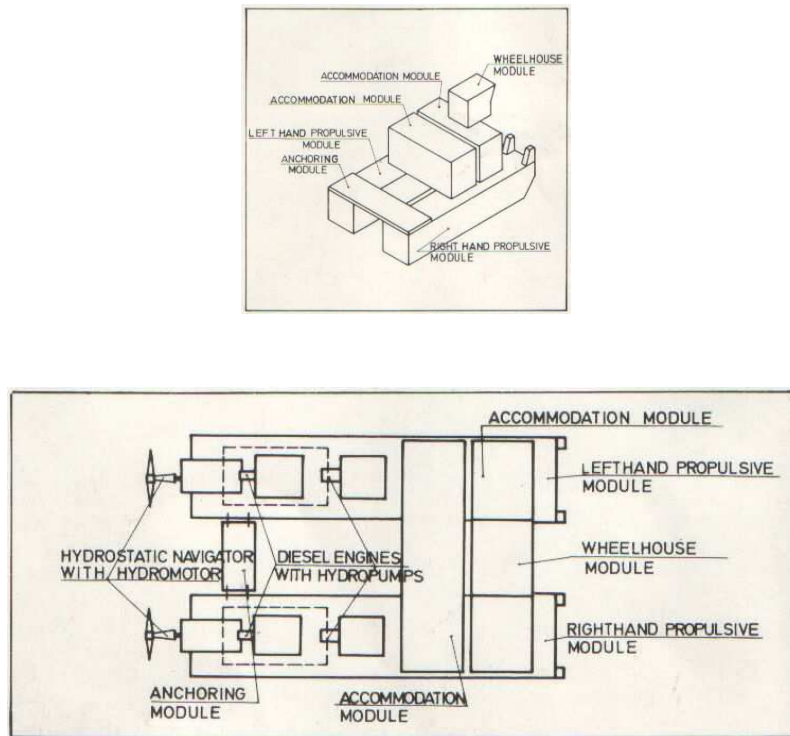 WHEELHOUSE
MODULE
ACCOMMODATION MODULE
ACCOMMODATION MODULE
LEFT HAND PROPULSIVE
MODULE
ANCHORING
MODULE
RIGHT HAND PROPULSIVE
MODULE
ACCOMMODATION MODULE
LEFTHAND PROPULSIVE
MODULE
HYDROSTATIC NAVIGATOR
WITH HYDROMOTOR
DIESEL ENGINES
WITH HYDROPUMPS
WHEELHOUSE
MODULE
RIGHTHAND PROPULSIVE
MODULE
ANCHORING
MODULE
ACCOMMODATION
MODULE